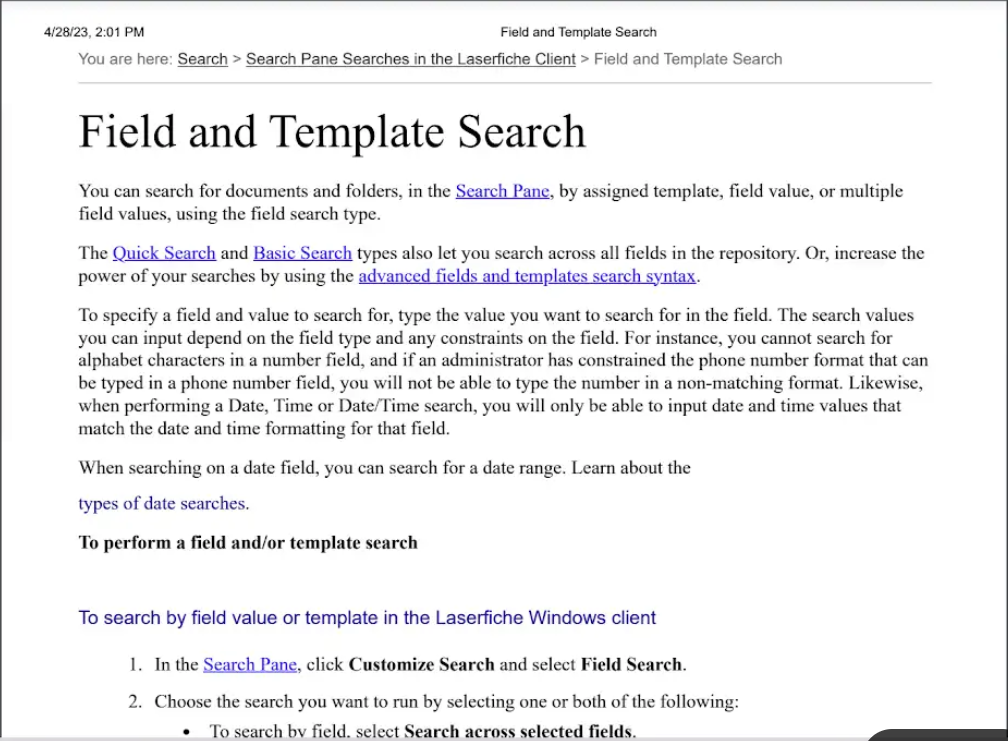 4/28/23, 2:01 PM
Field and Template Search
You are here: Search > Search Pane Searches in the Laserfiche Client > Field and Template Search
Field and Template Search
You can search for documents and folders, in the Search Pane, by assigned template, field value, or multiple
field values, using the field search type.
The Quick Search and Basic Search types also let you search across all fields in the repository. Or, increase the
power of your searches by using the advanced fields and templates search syntax.
To specify a field and value to search for, type the value you want to search for in the field. The search values
you can input depend on the field type and any constraints on the field. For instance, you cannot search for
alphabet characters in a number field, and if an administrator has constrained the phone number format that can
be typed in a phone number field, you will not be able to type the number in a non-matching format. Likewise,
when performing a Date, Time or Date/Time search, you will only be able to input date and time values that
match the date and time formatting for that field.
When searching on a date field, you can search for a date range. Learn about the
types of date searches.
To perform a field and/or template search
To search by field value or template in the Laserfiche Windows client
1. In the Search Pane, click Customize Search and select Field Search.
2. Choose the search you want to run by selecting one or both of the following:
• To search by field, select Search across selected fields.